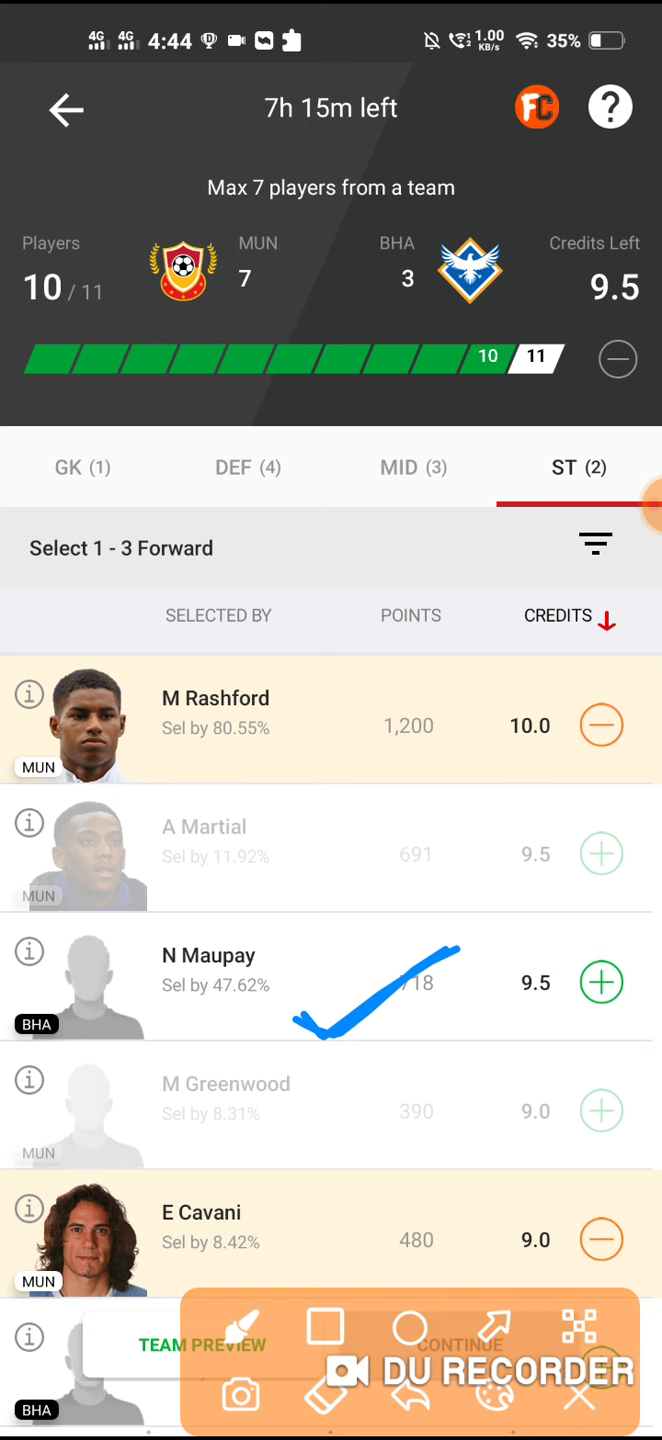 4G 4G 4:44 2 1.00 KB/s 35%
7h 15m left FC ?
Max 7 players from a team
Players MUN BHA Credits Left
10 / 11 7 3 9.5
10 11
GK (1) DEF (4) MID (3) ST (2)
Select 1 - 3 Forward
SELECTED BY POINTS CREDITS
M Rashford
Sel by 80.55% 1,200 10.0
MUN
A Martial
Sel by 11.92% 691 9.5
MUN
N Maupay
Sel by 47.62% 718 9.5
BHA
M Greenwood
Sel by 8.31% 390 9.0
MUN
E Cavani
Sel by 8.42% 480 9.0
MUN
TEAM PREVIEW CONTINUE
DU RECORDER
BHA